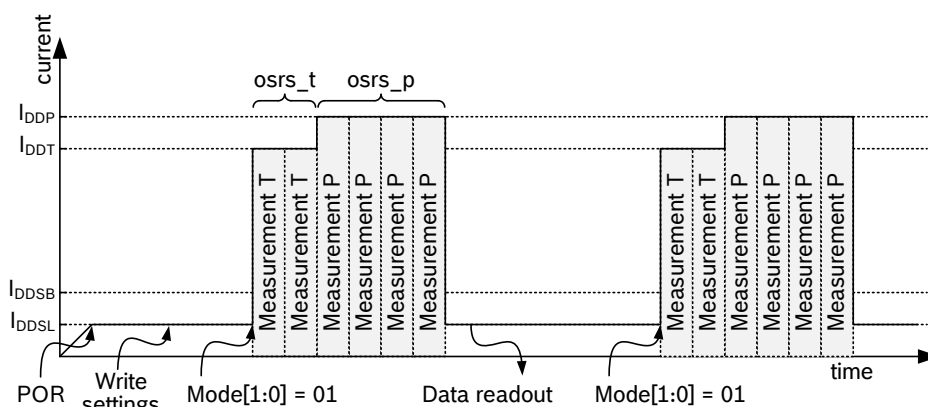 current
osrs_t
osrs_p
IDDP
IDDT
IDDSB
IDDSL
Measurement T
Measurement T
Measurement P
Measurement P
Measurement P
Measurement P
Measurement T
Measurement T
Measurement P
Measurement P
Measurement P
Measurement P
time
POR
Write
settings
Mode[1:0] = 01
Data readout
Mode[1:0] = 01